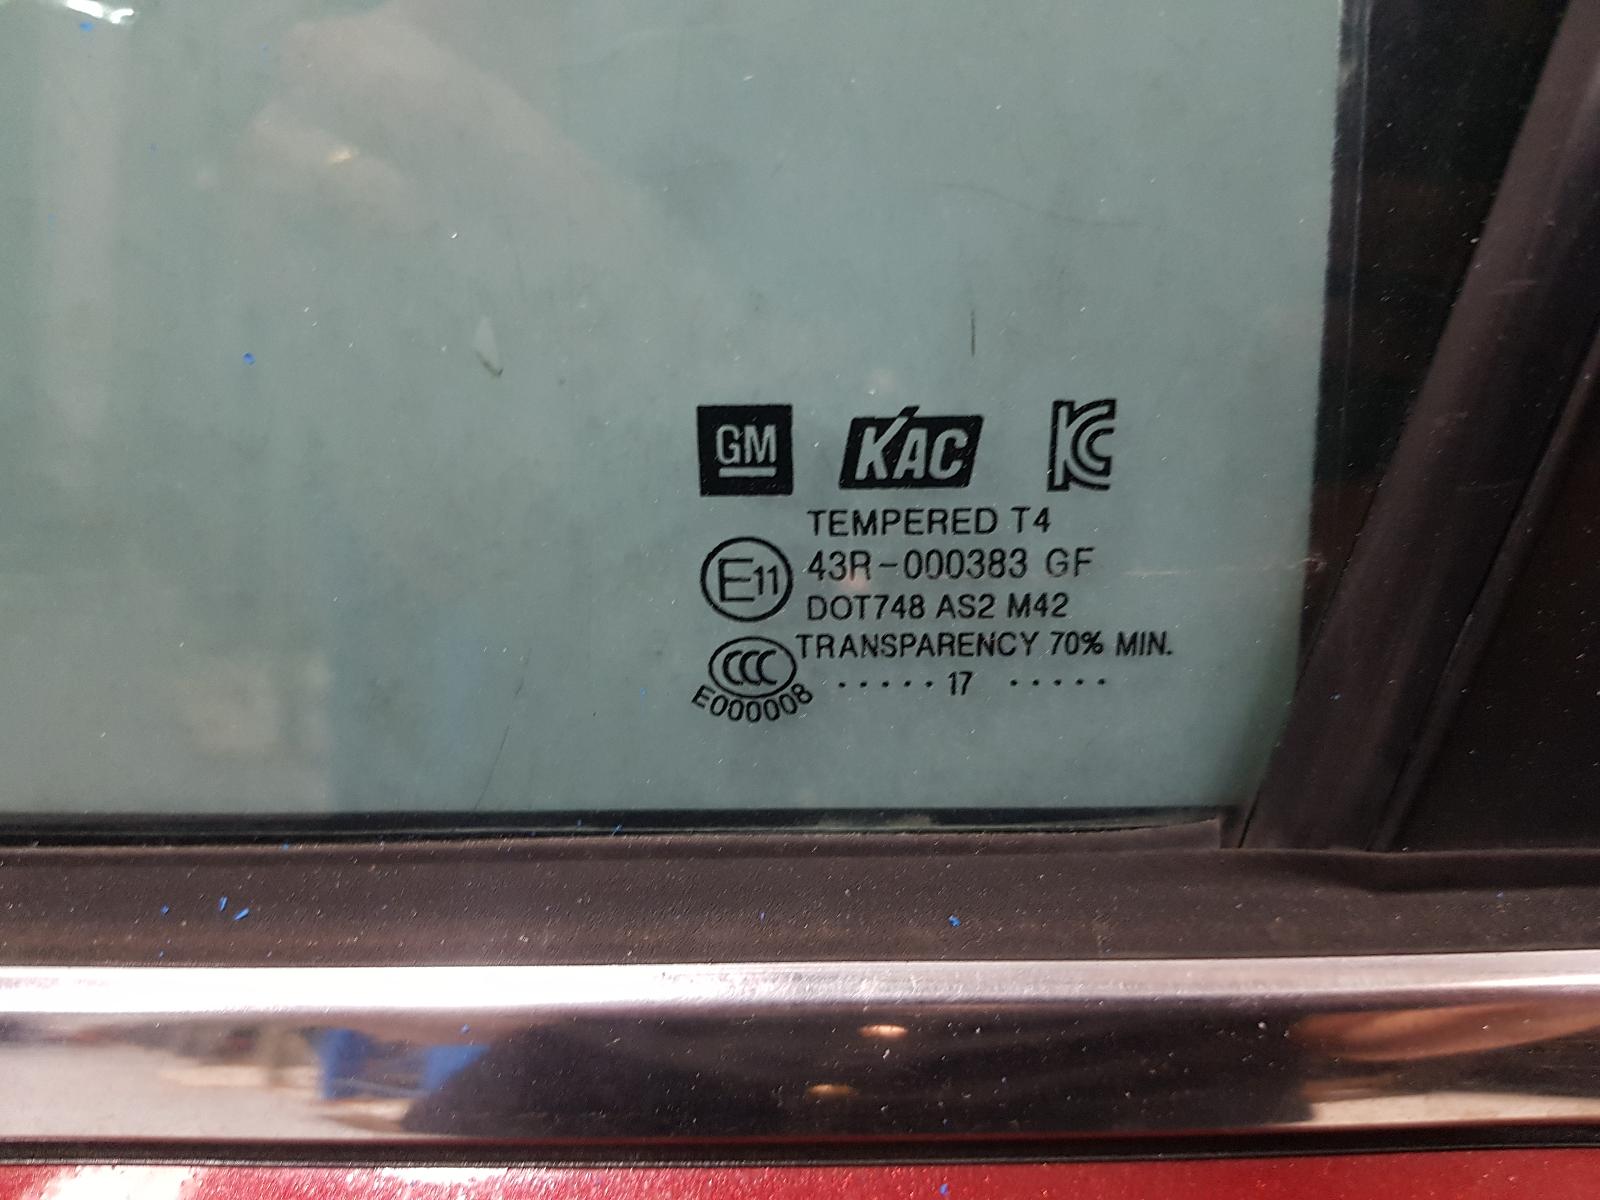 GM KAC KC
TEMPERED T4
E11 43R-000383 GF
DOT748 AS2 M42
CCC TRANSPARENCY 70% MIN.
E000008 ..... 17 .....